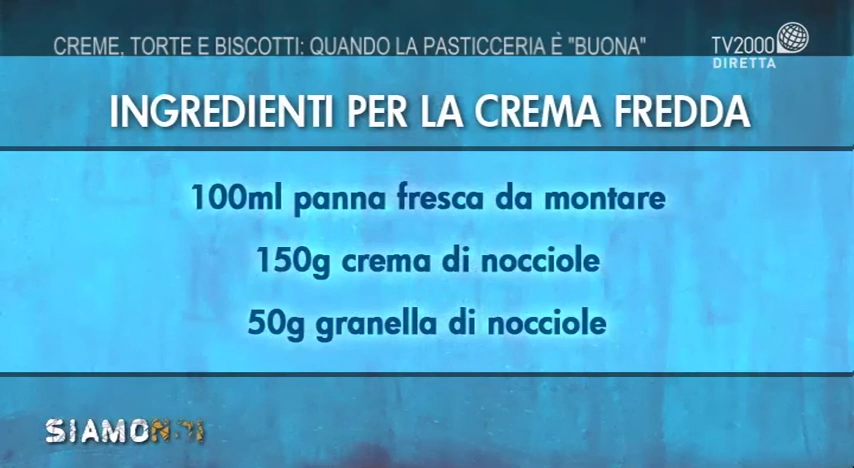 CREME, TORTE E BISCOTTI: QUANDO LA PASTICCERIA È "BUONA"
TV2000
DIRETTA
INGREDIENTI PER LA CREMA FREDDA
100ml panna fresca da montare
150g crema di nocciole
50g granella di nocciole
SIAMONOI